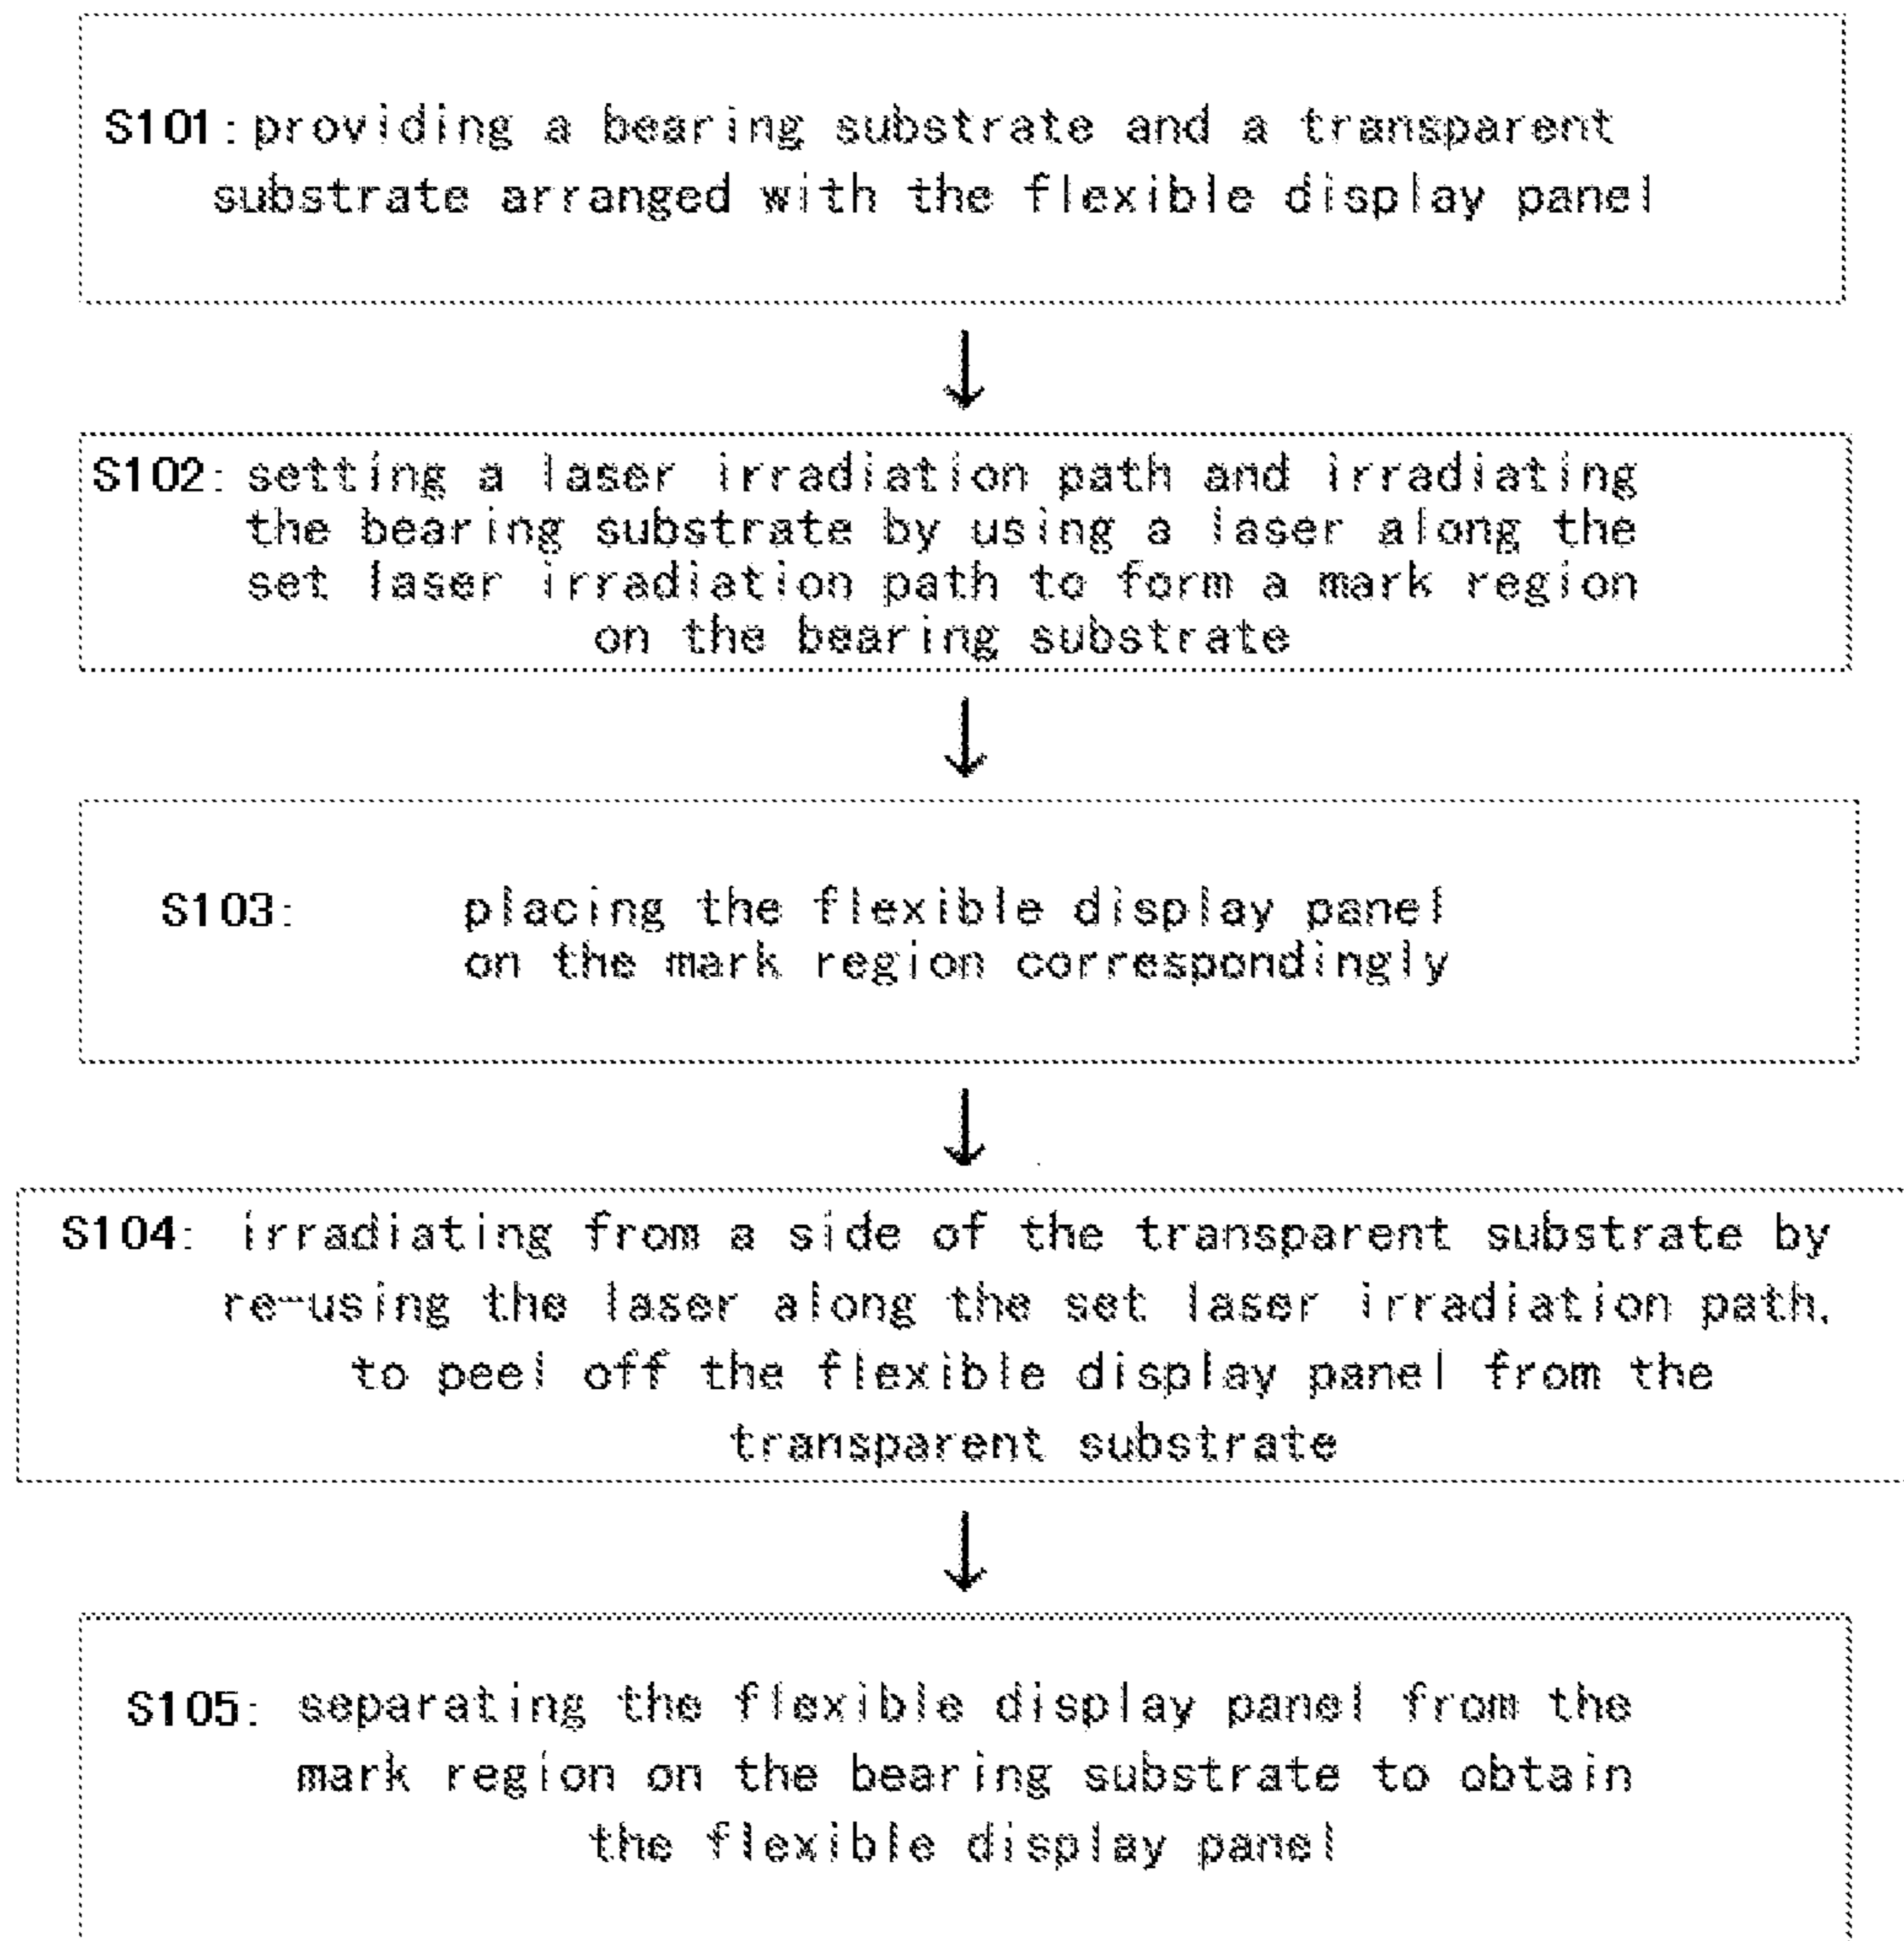 S101: providing a bearing substrate and a transparent
substrate arranged with the flexible display panel
S102: setting a laser irradiation path and irradiating
the bearing substrate by using a laser along the
set laser irradiation path to form a mark region
on the bearing substrate
S103: placing the flexible display panel
on the mark region correspondingly
S104: irradiating from a side of the transparent substrate by
re-using the laser along the set laser irradiation path,
to peel off the flexible display panel from the
transparent substrate
S105: separating the flexible display panel from the
mark region on the bearing substrate to obtain
the flexible display panel